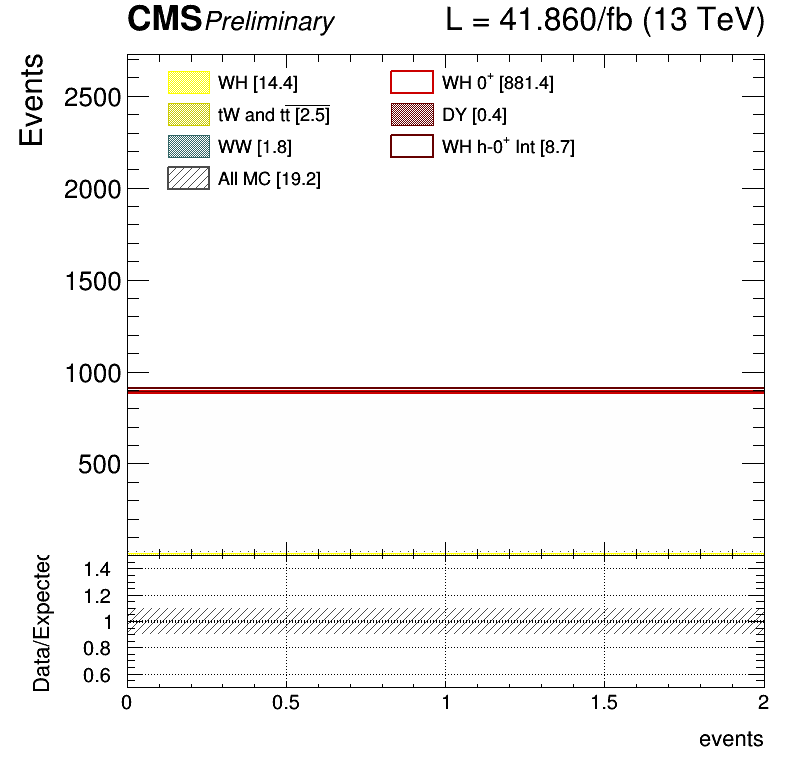 CMS Preliminary L = 41.860/fb (13 TeV)
Events
WH [14.4] WH 0⁺ [881.4]
tW and tt̅ [2.5] DY [0.4]
WW [1.8] WH h-0⁺ Int [8.7]
All MC [19.2]
2500
2000
1500
1000
500
Data/Expected
1.4
1.2
1
0.8
0.6
0 0.5 1 1.5 2
events